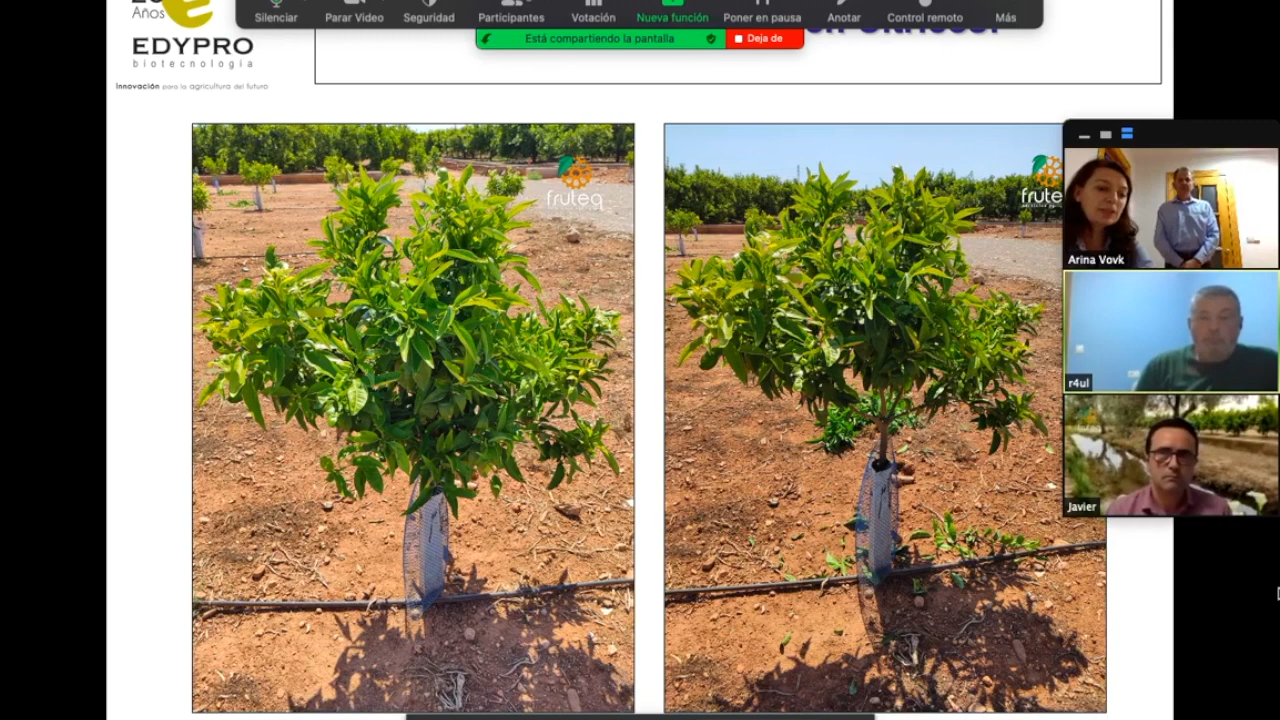 Años
EDYPRO
biotecnología
Innovación para la agricultura del futuro
Silenciar
Parar Video
Seguridad
Participantes
Votación
Nueva función
Poner en pausa
Anotar
Control remoto
Más
Está compartiendo la pantalla
Deja de
fruteq
frute
Arina Vovk
r4ul
Javier